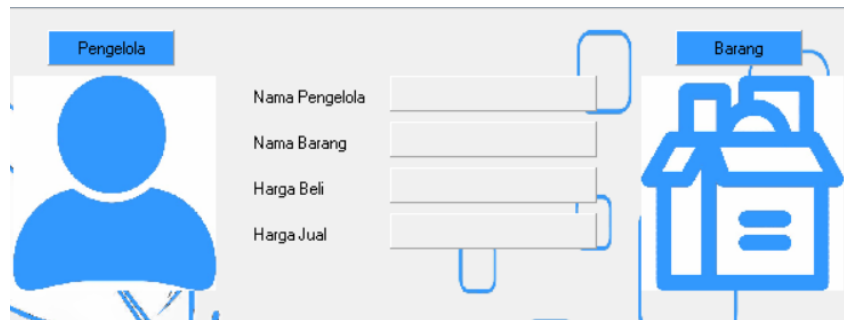 Pengelola
Barang
Nama Pengelola
Nama Barang
Harga Beli
Harga Jual